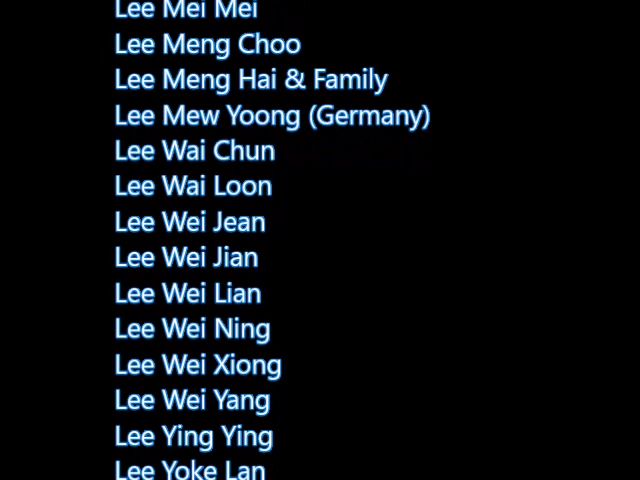 Lee Mei Mei
Lee Meng Choo
Lee Meng Hai & Family
Lee Mew Yoong (Germany)
Lee Wai Chun
Lee Wai Loon
Lee Wei Jean
Lee Wei Jian
Lee Wei Lian
Lee Wei Ning
Lee Wei Xiong
Lee Wei Yang
Lee Ying Ying
Lee Yoke Lan